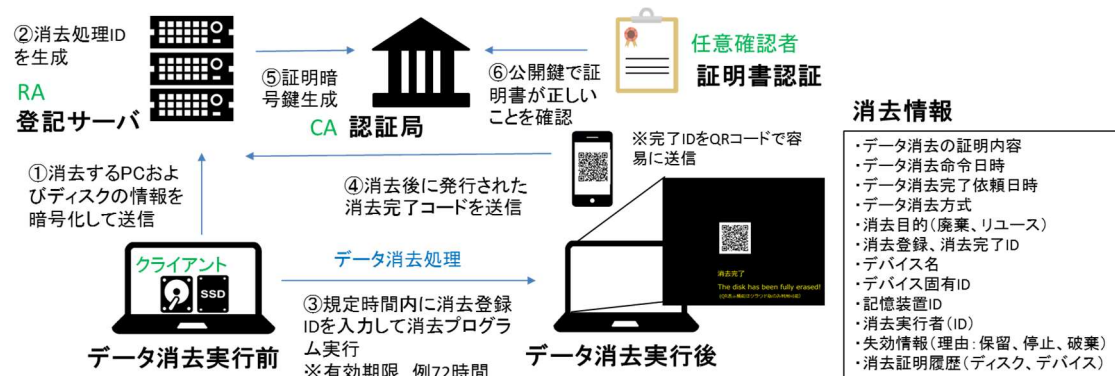 ②消去処理ID
を生成
RA
登記サーバ
⑤証明暗
号鍵生成
CA 認証局
⑥公開鍵で証
明書が正しい
ことを確認
任意確認者
証明書認証
①消去するPCお
よびディスクの情報を
暗号化して送信
④消去後に発行された
消去完了コードを送信
※完了IDをQRコードで容
易に送信
クライアント
SSD
データ消去実行前
データ消去処理
③規定時間内に消去登録
IDを入力して消去プログラ
ム実行
※有効期限 例72時間
消去完了
The disk has been fully erased!
データ消去実行後
消去情報
・データ消去の証明内容
・データ消去命令日時
・データ消去完了依頼日時
・データ消去方式
・消去目的(廃棄、リユース)
・消去登録、消去完了ID
・デバイス名
・デバイス固有ID
・記憶装置ID
・消去実行者(ID)
・失効情報(理由:保留、停止、破棄)
・消去証明履歴(ディスク、デバイス)